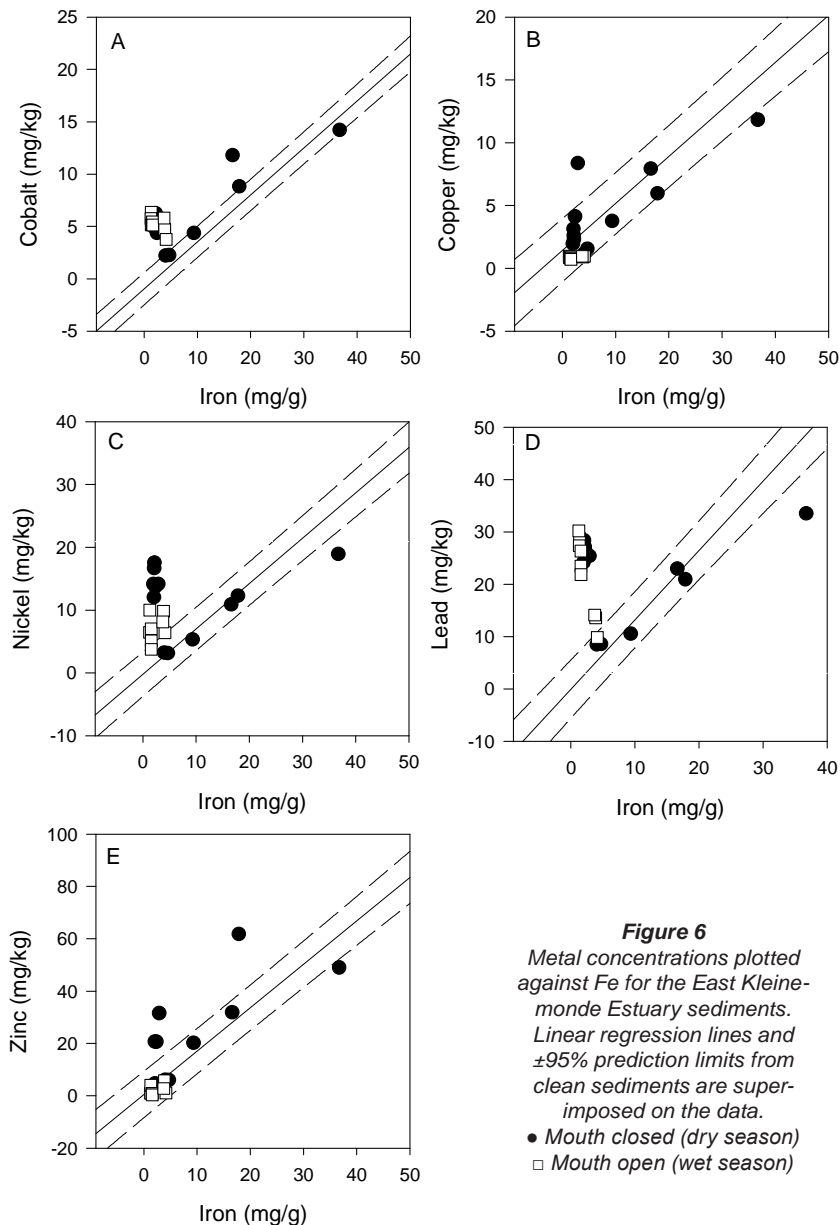 A
25
20
15
10
5
0
-5
Cobalt (mg/kg)
0 10 20 30 40 50
Iron (mg/g)
B
20
15
10
5
0
-5
Copper (mg/kg)
0 10 20 30 40 50
Iron (mg/g)
C
40
30
20
10
0
-10
Nickel (mg/kg)
0 10 20 30 40 50
Iron (mg/g)
D
50
40
30
20
10
0
-10
Lead (mg/kg)
0 10 20 30 40
Iron (mg/g)
E
100
80
60
40
20
0
-20
Zinc (mg/kg)
0 10 20 30 40 50
Iron (mg/g)
Figure 6
Metal concentrations plotted
against Fe for the East Kleine-
monde Estuary sediments.
Linear regression lines and
±95% prediction limits from
clean sediments are super-
imposed on the data.
● Mouth closed (dry season)
□ Mouth open (wet season)